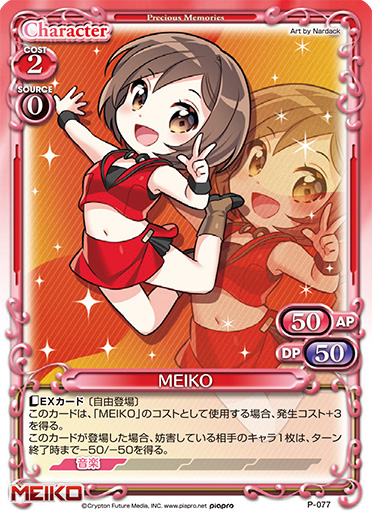 Precious Memories
Character
Art by Nardack
COST
2
SOURCE
0
50 AP
DP 50
MEIKO
EXカード〔自由登場〕
このカードは、「MEIKO」のコストとして使用する場合、発生コスト+3
を得る。
このカードが登場した場合、妨害している相手のキャラ1枚は、ターン
終了時まで-50/-50を得る。
音楽
MEIKO
©Crypton Future Media, INC. www.piapro.net piapro
P-077